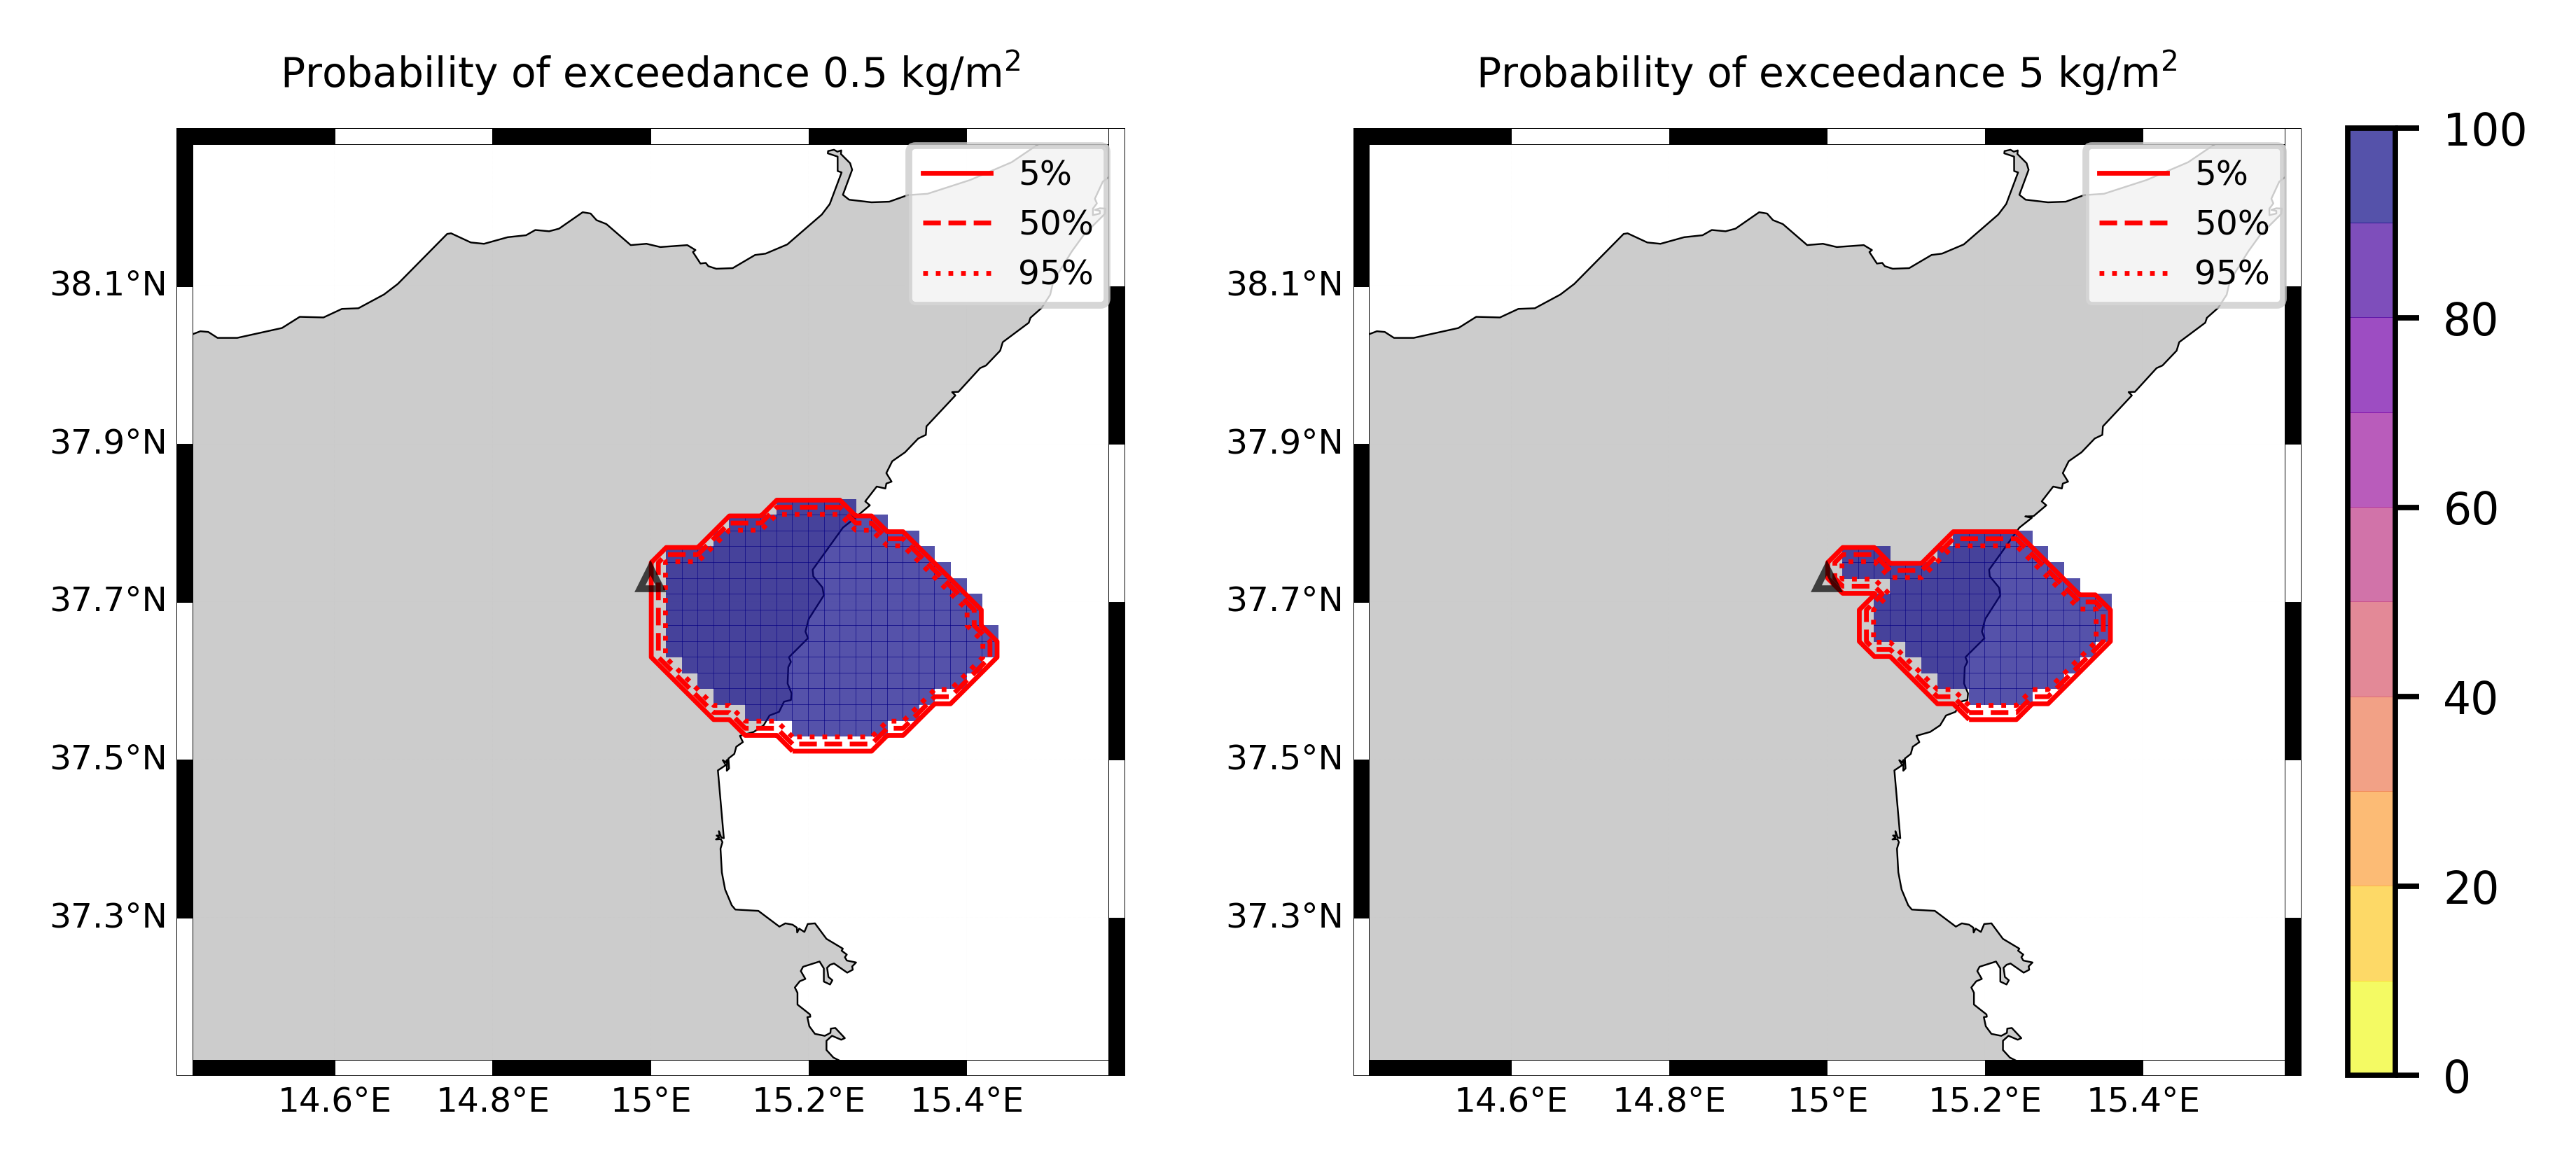 Probability of exceedance 0.5 kg/m²
5%
50%
95%
38.1°N
37.9°N
37.7°N
37.5°N
37.3°N
14.6°E 14.8°E 15°E 15.2°E 15.4°E
Probability of exceedance 5 kg/m²
5%
50%
95%
38.1°N
37.9°N
37.7°N
37.5°N
37.3°N
14.6°E 14.8°E 15°E 15.2°E 15.4°E
100
80
60
40
20
0